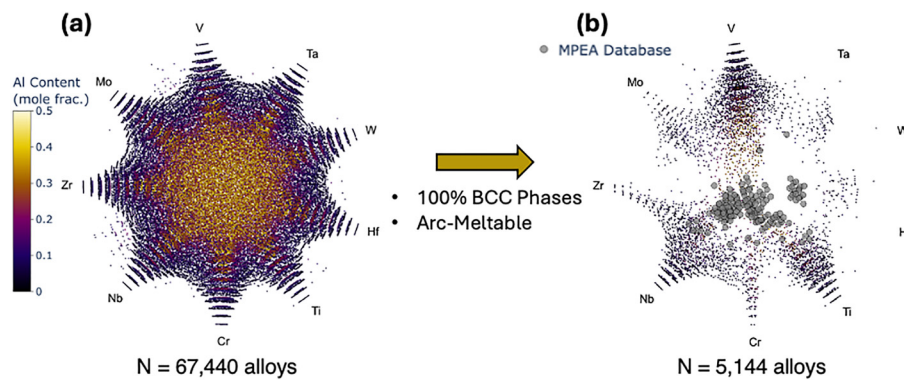 (a)
V
Ta
W
Hf
Ti
Cr
Nb
Zr
Mo
Al Content
(mole frac.)
0.5
0.4
0.3
0.2
0.1
0
N = 67,440 alloys
• 100% BCC Phases
• Arc-Meltable
(b)
MPEA Database
V
Ta
W
H
Ti
Cr
Nb
Zr
Mo
N = 5,144 alloys